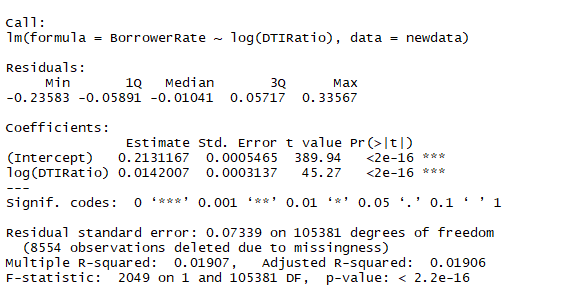 Call:
lm(formula = BorrowerRate ~ log(DTIRatio), data = newdata)
Residuals:
Min 1Q Median 3Q Max
-0.23583 -0.05891 -0.01041 0.05717 0.33567
Coefficients:
Estimate Std. Error t value Pr(>|t|)
(Intercept) 0.2131167 0.0005465 389.94 <2e-16 ***
log(DTIRatio) 0.0142007 0.0003137 45.27 <2e-16 ***
---
Signif. codes: 0 ‘***’ 0.001 ‘**’ 0.01 ‘*’ 0.05 ‘.’ 0.1 ‘ ’ 1
Residual standard error: 0.07339 on 105381 degrees of freedom
(8554 observations deleted due to missingness)
Multiple R-squared: 0.01907, Adjusted R-squared: 0.01906
F-statistic: 2049 on 1 and 105381 DF, p-value: < 2.2e-16